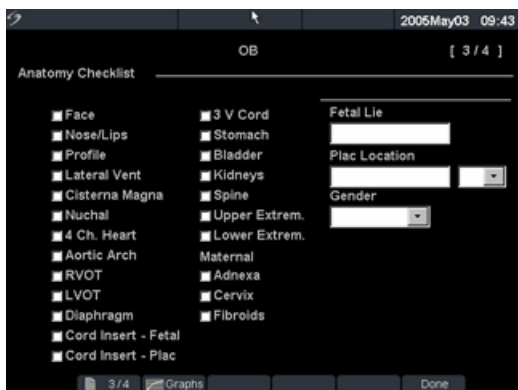 2005May03 09:43
OB
[ 3/4 ]
Anatomy Checklist
Face
Nose/Lips
Profile
Lateral Vent
Cisterna Magna
Nuchal
4 Ch. Heart
Aortic Arch
RVOT
LVOT
Diaphragm
Cord Insert - Fetal
Cord Insert - Plac
3 V Cord
Stomach
Bladder
Kidneys
Spine
Upper Extrem.
Lower Extrem.
Maternal
Adnexa
Cervix
Fibroids
Fetal Lie
Plac Location
Gender
3/4
Graphs
Done